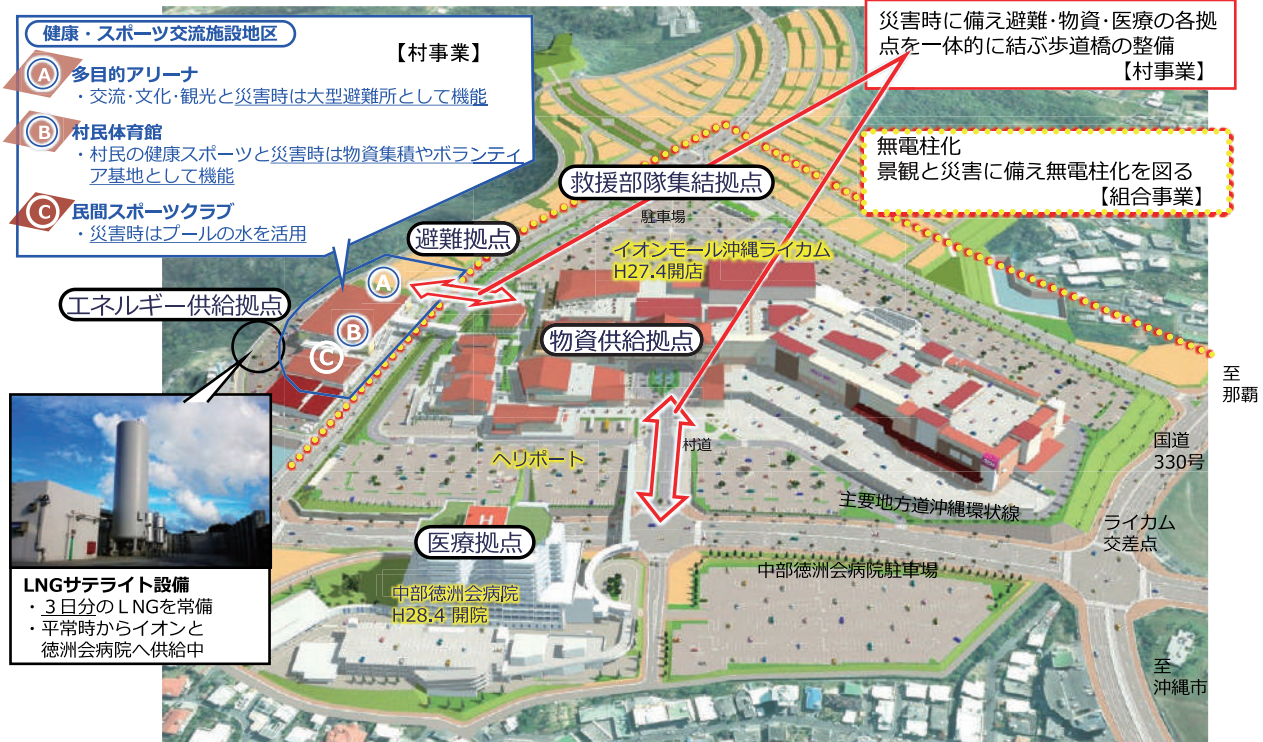 健康・スポーツ交流施設地区
【村事業】
A 多目的アリーナ
・交流・文化・観光と災害時は大型避難所として機能
B 村民体育館
・村民の健康スポーツと災害時は物資集積やボランティ
ア基地として機能
C 民間スポーツクラブ
・災害時はプールの水を活用
災害時に備え避難・物資・医療の各拠
点を一体的に結ぶ歩道橋の整備
【村事業】
無電柱化
景観と災害に備え無電柱化を図る
【組合事業】
救援部隊集結拠点
駐車場
避難拠点
イオンモール沖縄ライカム
H27.4開店
A
エネルギー供給拠点
B
C
物資供給拠点
至
那覇
国道
330号
村道
ヘリポート
主要地方道沖縄環状線
ライカム
交差点
H
医療拠点
中部徳洲会病院駐車場
中部徳洲会病院
H28.4 開院
LNGサテライト設備
・３日分のＬＮＧを常備
・平常時からイオンと
徳洲会病院へ供給中
至
沖縄市